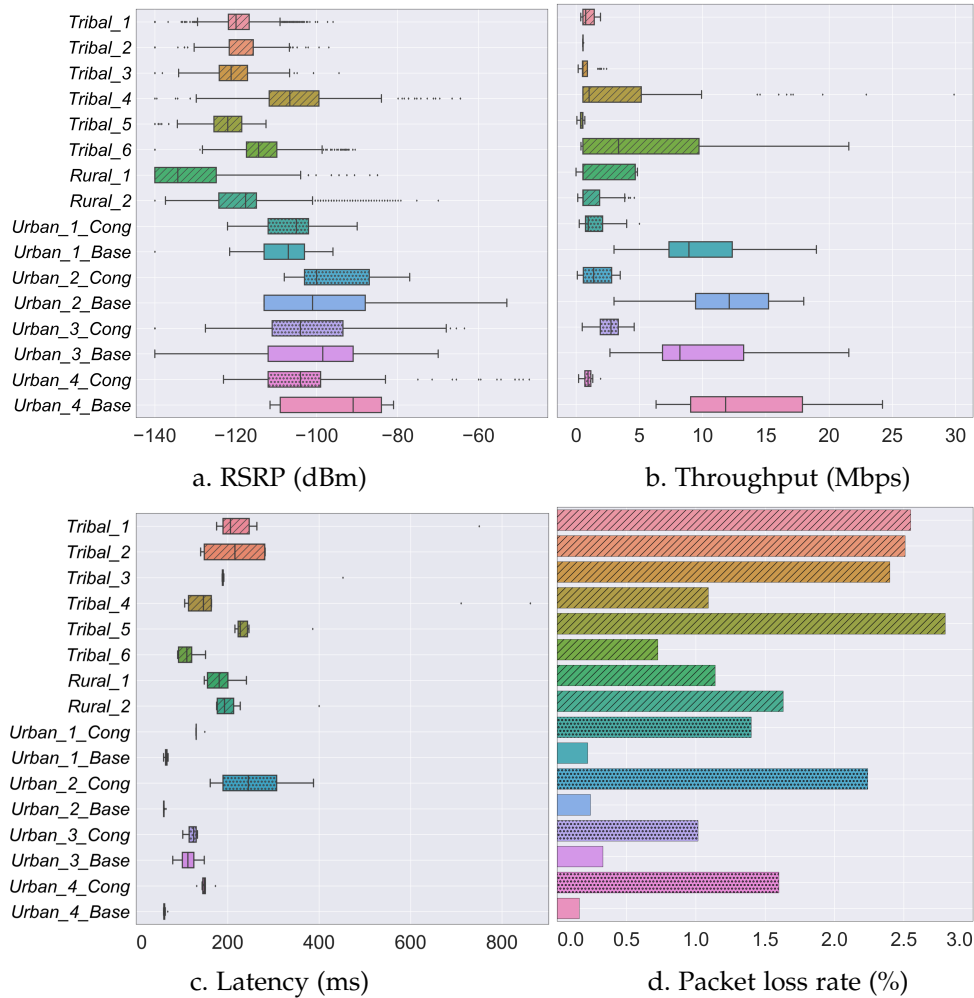 Tribal_1
Tribal_2
Tribal_3
Tribal_4
Tribal_5
Tribal_6
Rural_1
Rural_2
Urban_1_Cong
Urban_1_Base
Urban_2_Cong
Urban_2_Base
Urban_3_Cong
Urban_3_Base
Urban_4_Cong
Urban_4_Base
−140 −120 −100 −80 −60
a. RSRP (dBm)
0 5 10 15 20 25 30
b. Throughput (Mbps)
Tribal_1
Tribal_2
Tribal_3
Tribal_4
Tribal_5
Tribal_6
Rural_1
Rural_2
Urban_1_Cong
Urban_1_Base
Urban_2_Cong
Urban_2_Base
Urban_3_Cong
Urban_3_Base
Urban_4_Cong
Urban_4_Base
0 200 400 600 800
c. Latency (ms)
0.0 0.5 1.0 1.5 2.0 2.5 3.0
d. Packet loss rate (%)